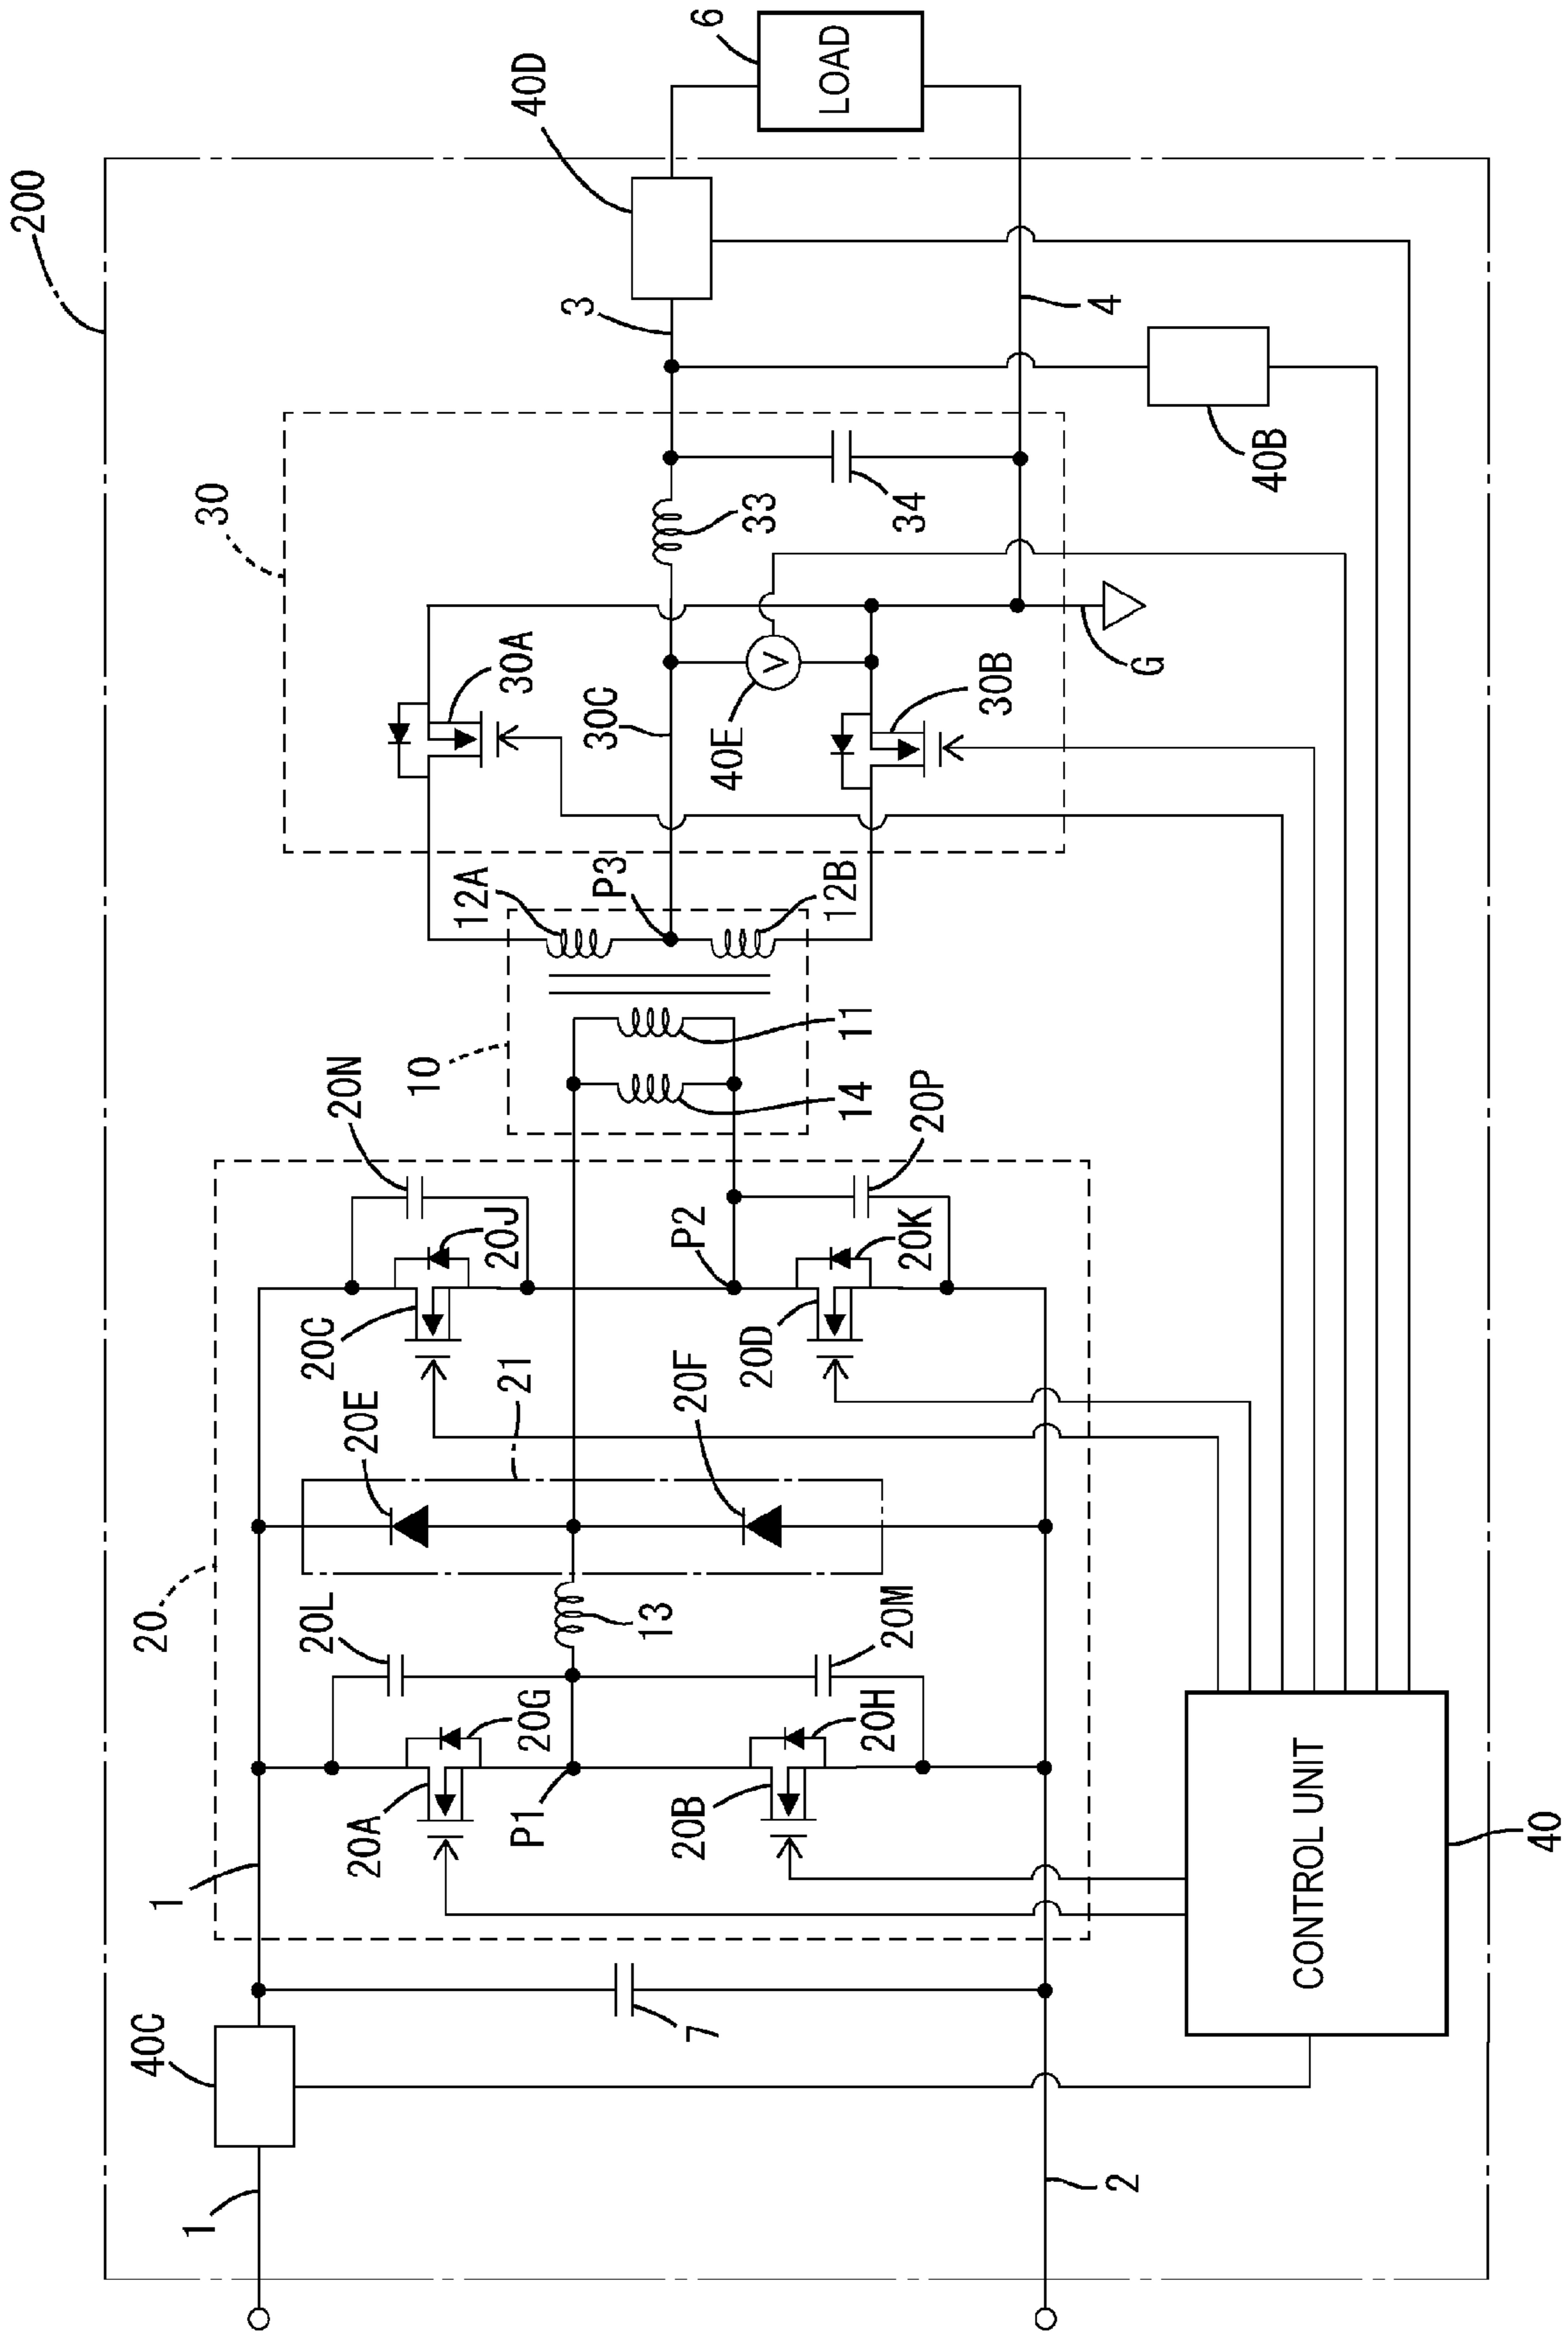 200
40D
6
LOAD
3
4
40B
30
33
34
30A
30C
40E
30B
G
12A
P3
12B
10
11
14
20N
20J
20P
20K
P2
20C
20D
21
20E
20F
20
20L
13
20M
20G
20H
20A
P1
20B
1
CONTROL UNIT
40
40C
7
1
2
V